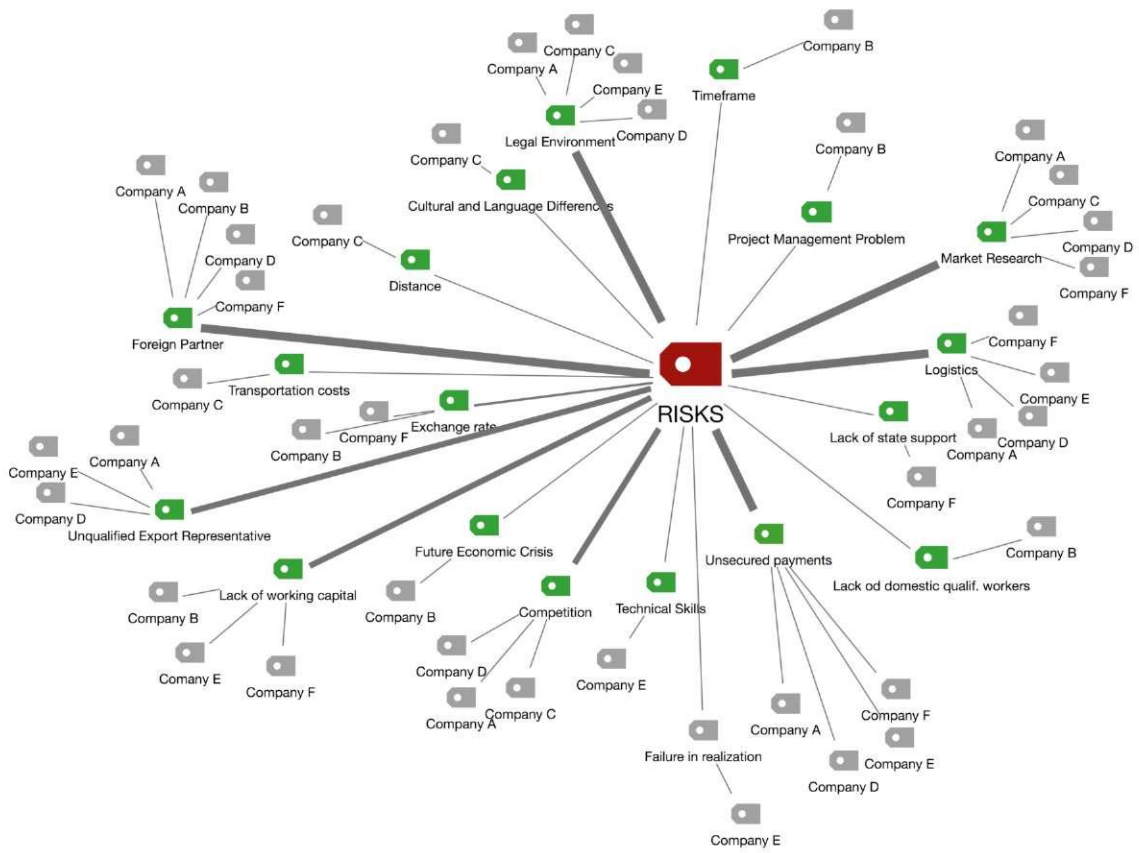 Company B
Company C
Company A
Timeframe
Company E
Legal Environment
Company D
Company B
Company C
Company A
Company A
Company B
Cultural and Language Differences
Company C
Company C
Project Management Problem
Company D
Market Research
Company D
Distance
Company F
Company F
Foreign Partner
Company F
Logistics
Transportation costs
Company C
Company E
RISKS
Exchange rate
Company F
Lack of state support
Company D
Company B
Company A
Company A
Company E
Company F
Company D
Unqualified Export Representative
Future Economic Crisis
Company B
Unsecured payments
Lack od domestic qualif. workers
Lack of working capital
Company B
Company B
Competition
Technical Skills
Comany E
Company D
Company E
Company F
Company A
Company C
Company F
Company A
Failure in realization
Company E
Company D
Company E